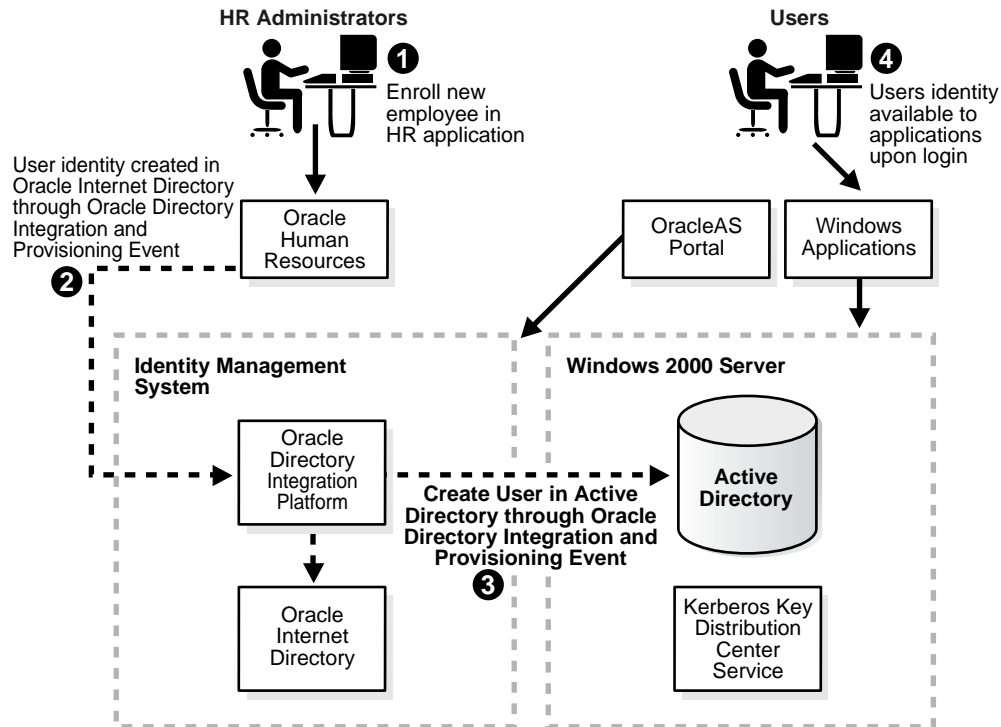 HR Administrators
1
Enroll new
employee in
HR application
Users
4
Users identity
available to
applications
upon login
User identity created in
Oracle Internet Directory
through Oracle Directory
Integration and
Provisioning Event
2
Oracle
Human
Resources
OracleAS
Portal
Windows
Applications
Identity Management
System
Windows 2000 Server
Oracle
Directory
Integration
Platform
Create User in Active
Directory through Oracle
Directory Integration and
Provisioning Event
3
Active
Directory
Oracle
Internet
Directory
Kerberos Key
Distribution
Center
Service